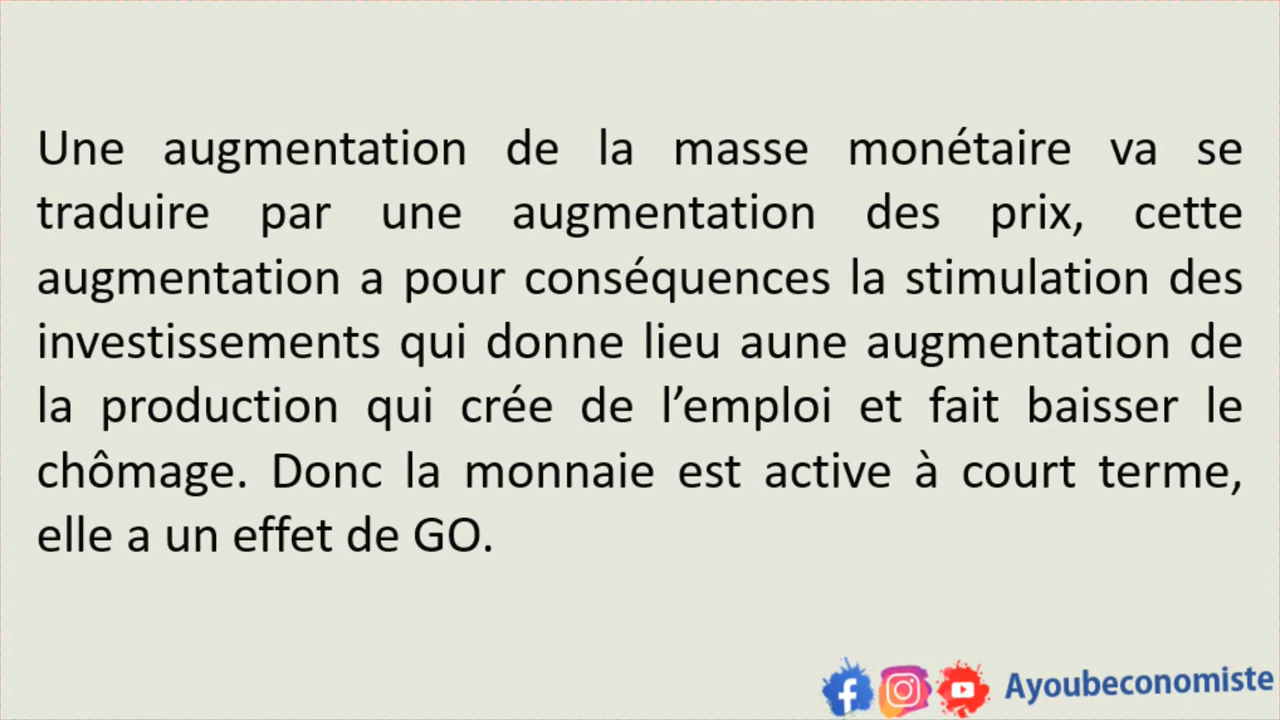 Une augmentation de la masse monétaire va se
traduire par une augmentation des prix, cette
augmentation a pour conséquences la stimulation des
investissements qui donne lieu aune augmentation de
la production qui crée de l’emploi et fait baisser le
chômage. Donc la monnaie est active à court terme,
elle a un effet de GO.
Ayoubeconomiste